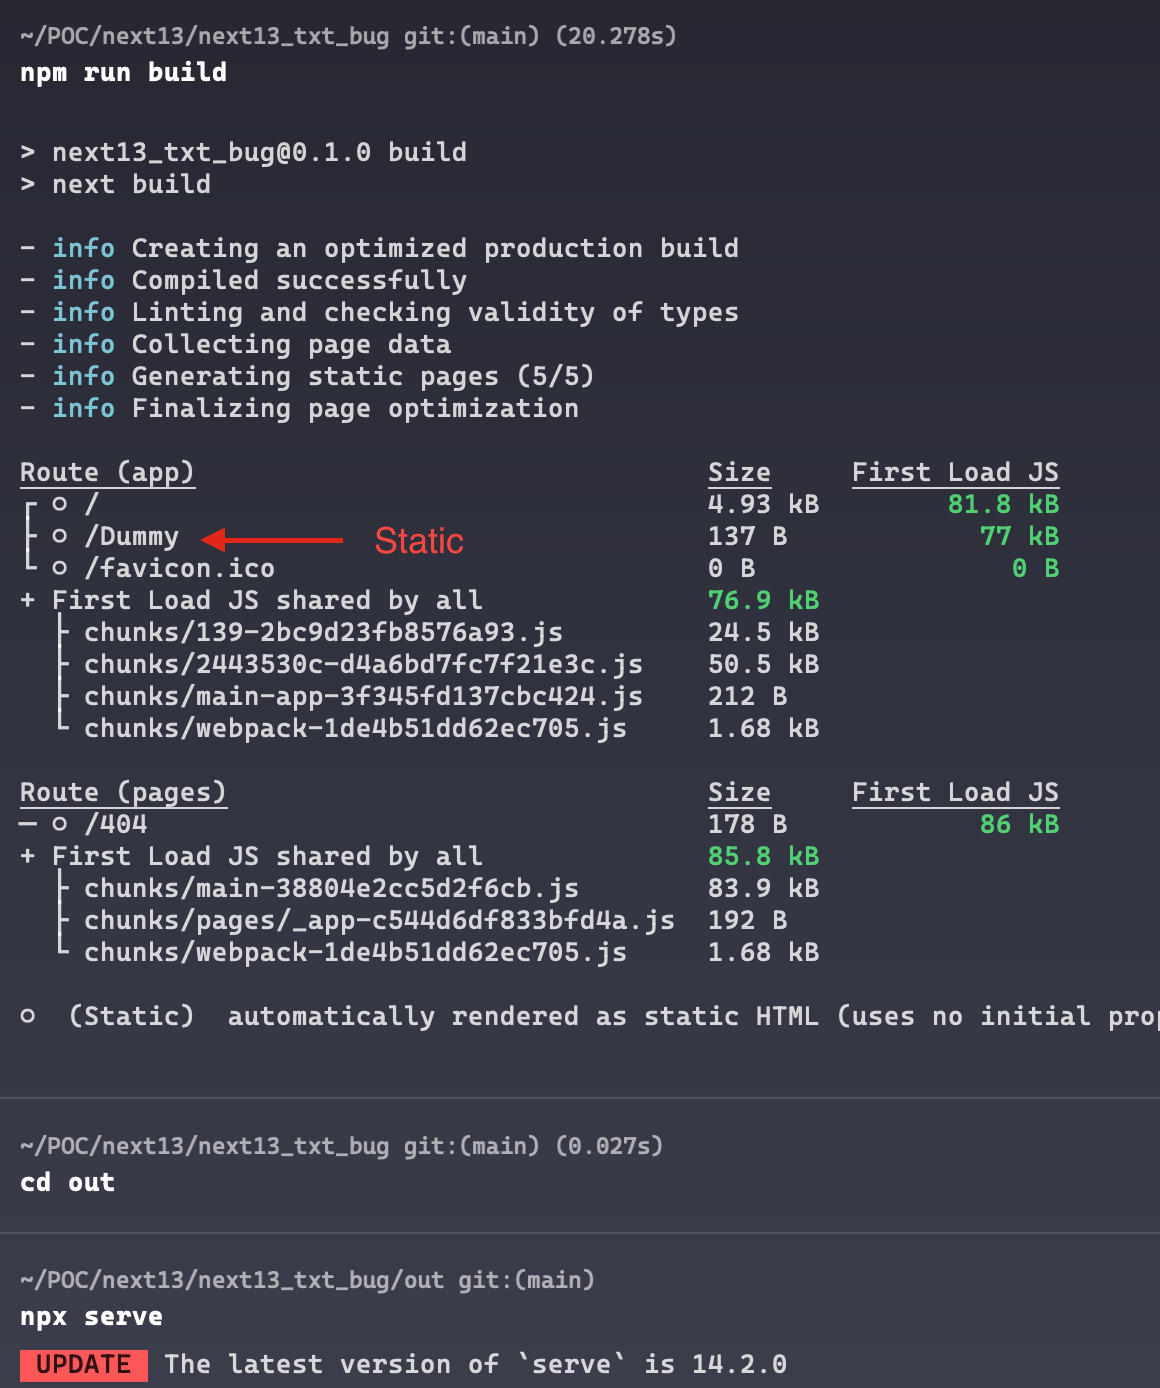 ~/POC/next13/next13_txt_bug git:(main) (20.278s)
npm run build
> next13_txt_bug@0.1.0 build
> next build
- info Creating an optimized production build
- info Compiled successfully
- info Linting and checking validity of types
- info Collecting page data
- info Generating static pages (5/5)
- info Finalizing page optimization
Route (app) Size First Load JS
┌ ○ / 4.93 kB 81.8 kB
├ ○ /Dummy Static 137 B 77 kB
└ ○ /favicon.ico 0 B 0 B
+ First Load JS shared by all 76.9 kB
├ chunks/139-2bc9d23fb8576a93.js 24.5 kB
├ chunks/2443530c-d4a6bd7fc7f21e3c.js 50.5 kB
├ chunks/main-app-3f345fd137cbc424.js 212 B
└ chunks/webpack-1de4b51dd62ec705.js 1.68 kB
Route (pages) Size First Load JS
─ ○ /404 178 B 86 kB
+ First Load JS shared by all 85.8 kB
├ chunks/main-38804e2cc5d2f6cb.js 83.9 kB
├ chunks/pages/_app-c544d6df833bfd4a.js 192 B
└ chunks/webpack-1de4b51dd62ec705.js 1.68 kB
○ (Static) automatically rendered as static HTML (uses no initial prop
~/POC/next13/next13_txt_bug git:(main) (0.027s)
cd out
~/POC/next13/next13_txt_bug/out git:(main)
npx serve
UPDATE The latest version of `serve` is 14.2.0